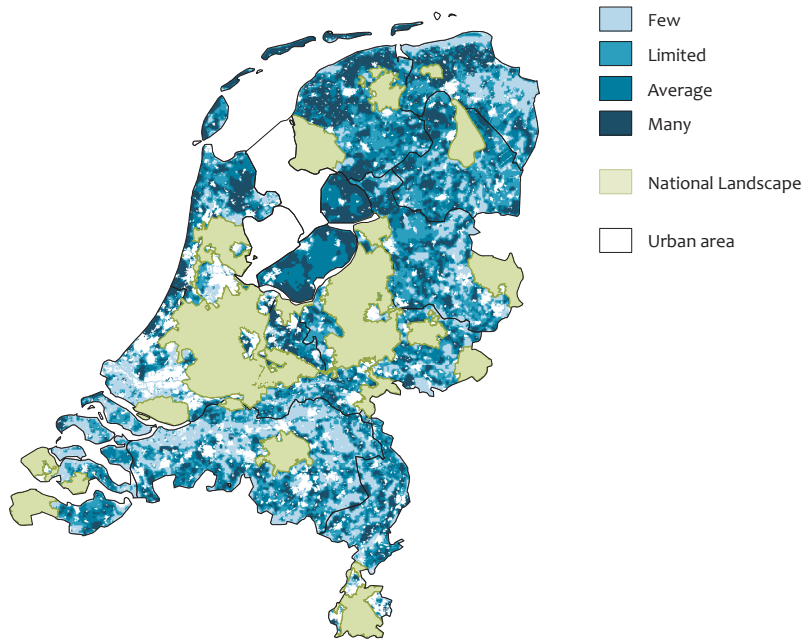 Few
Limited
Average
Many
National Landscape
Urban area